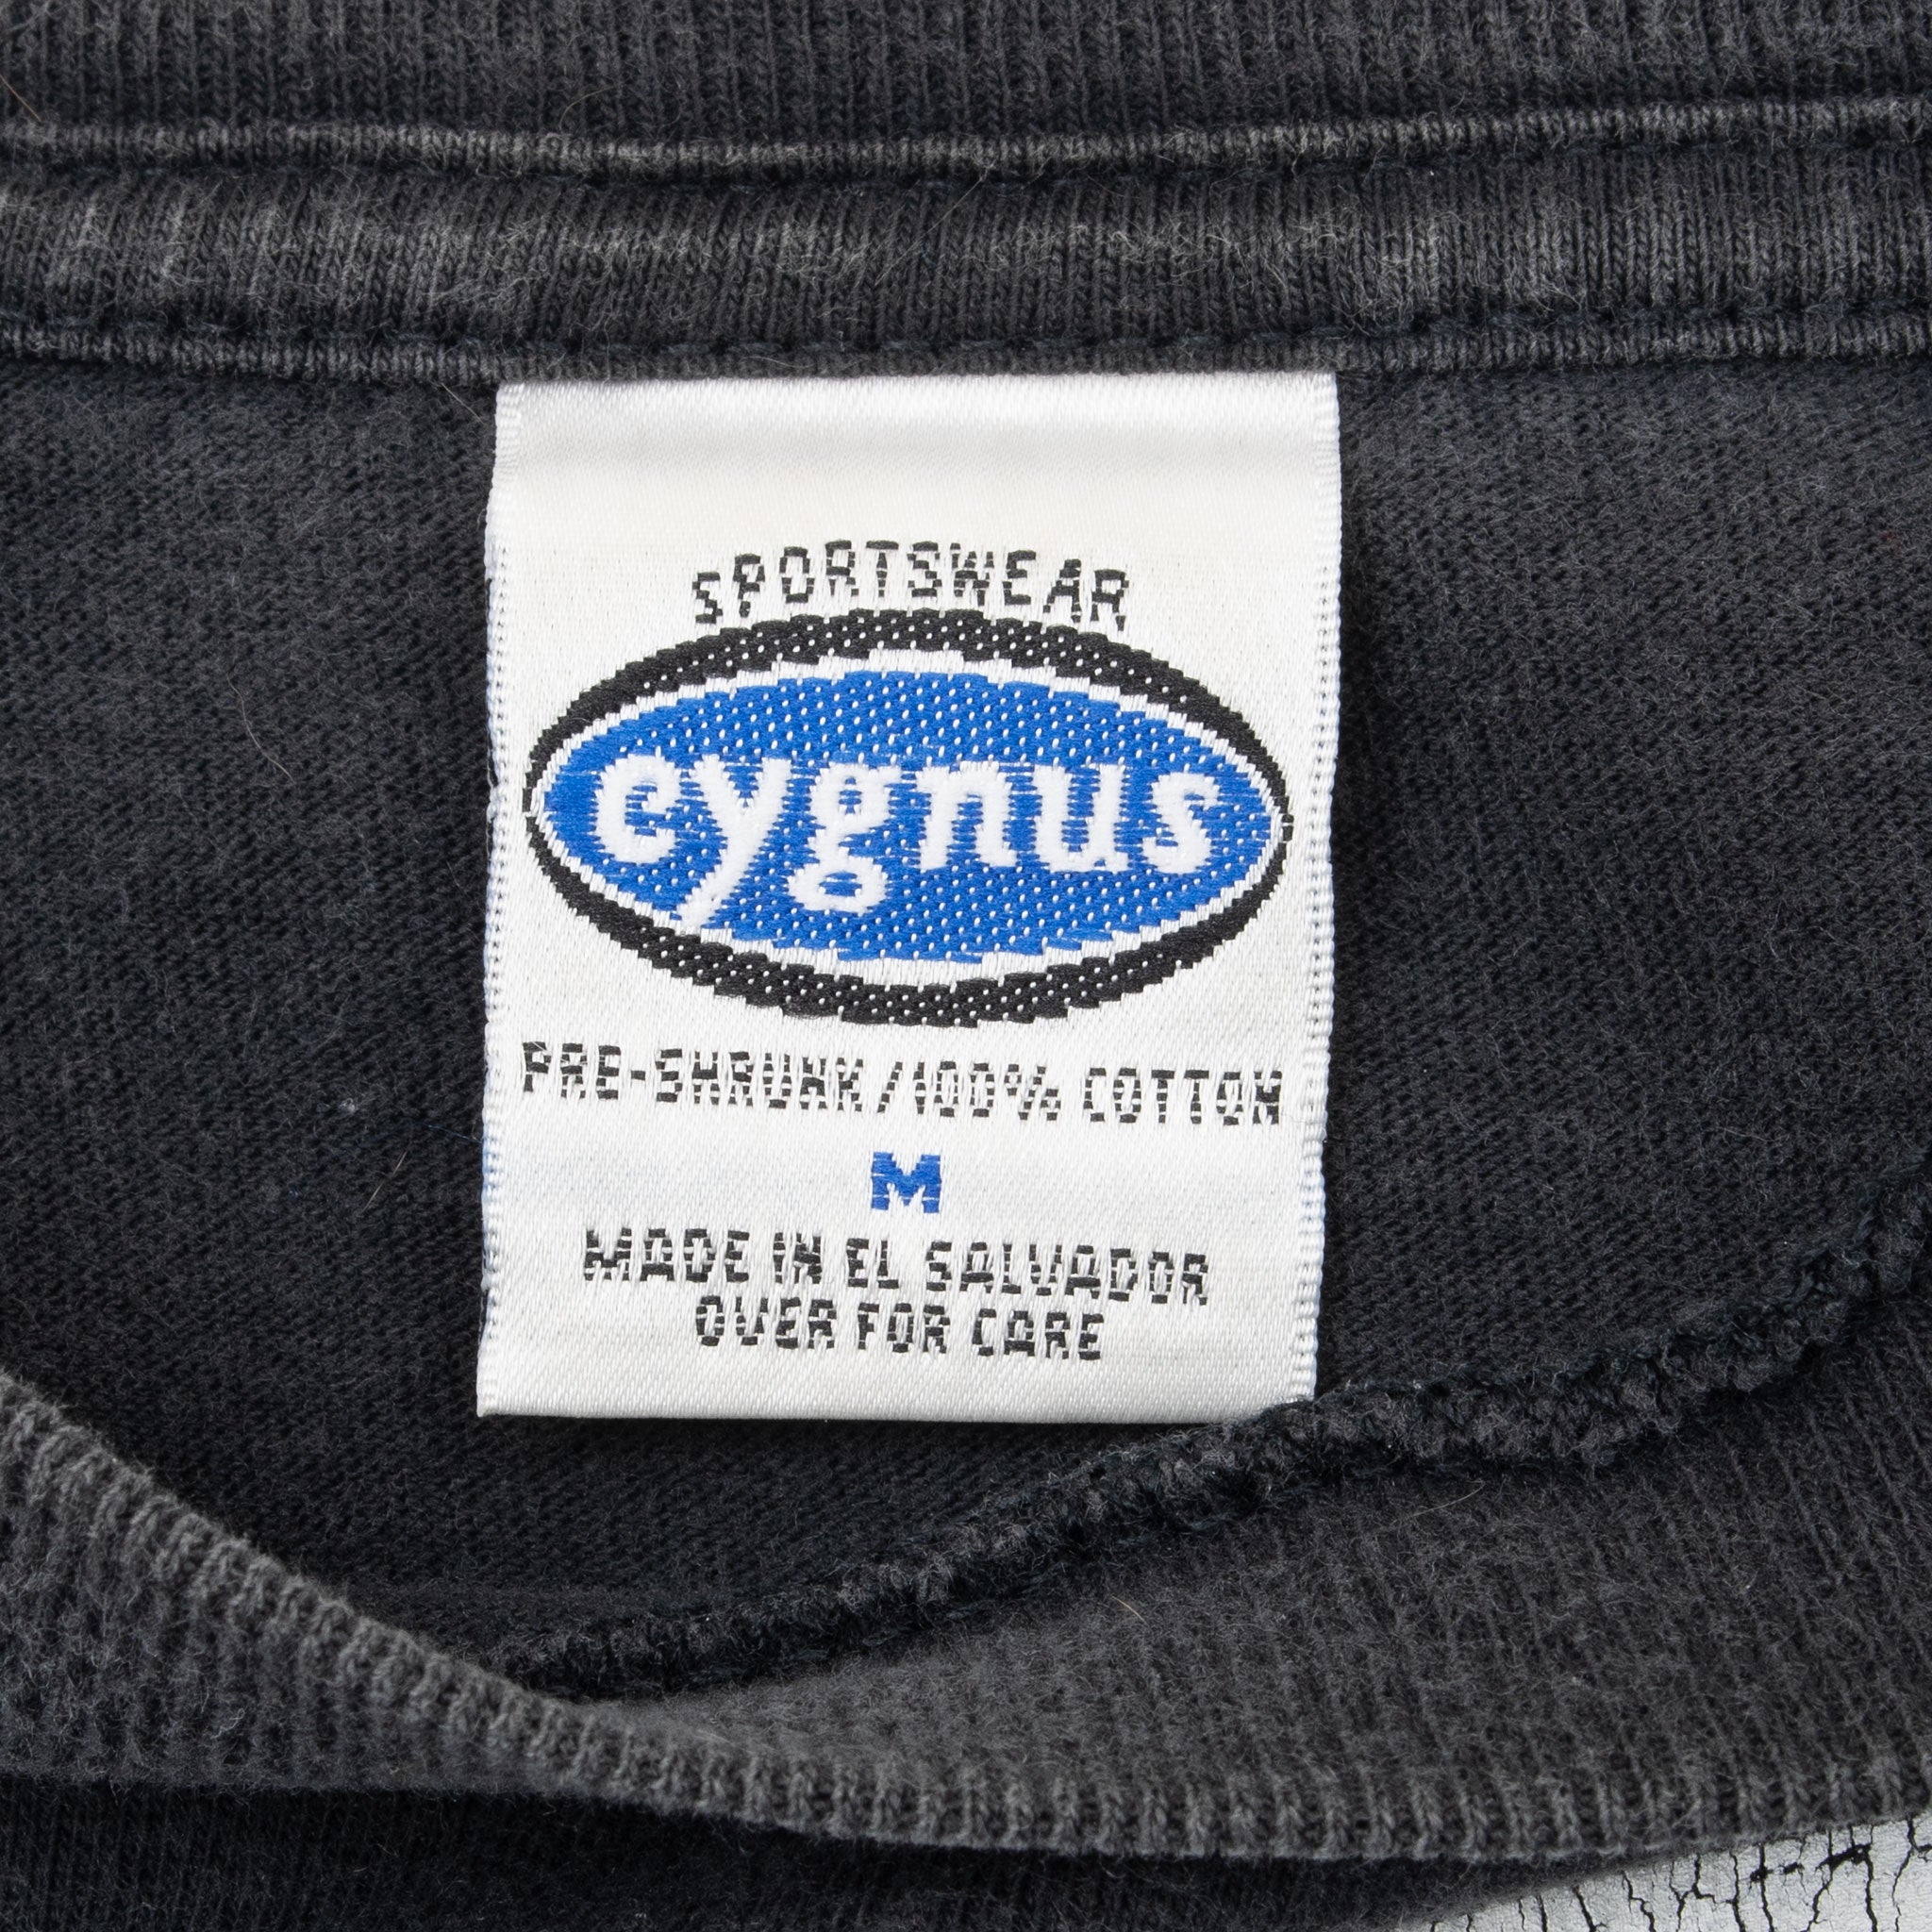 SPORTSWEAR
cygnus
PRE-SHRUNK/100% COTTON
M
MADE IN EL SALVADOR
OVER FOR CARE